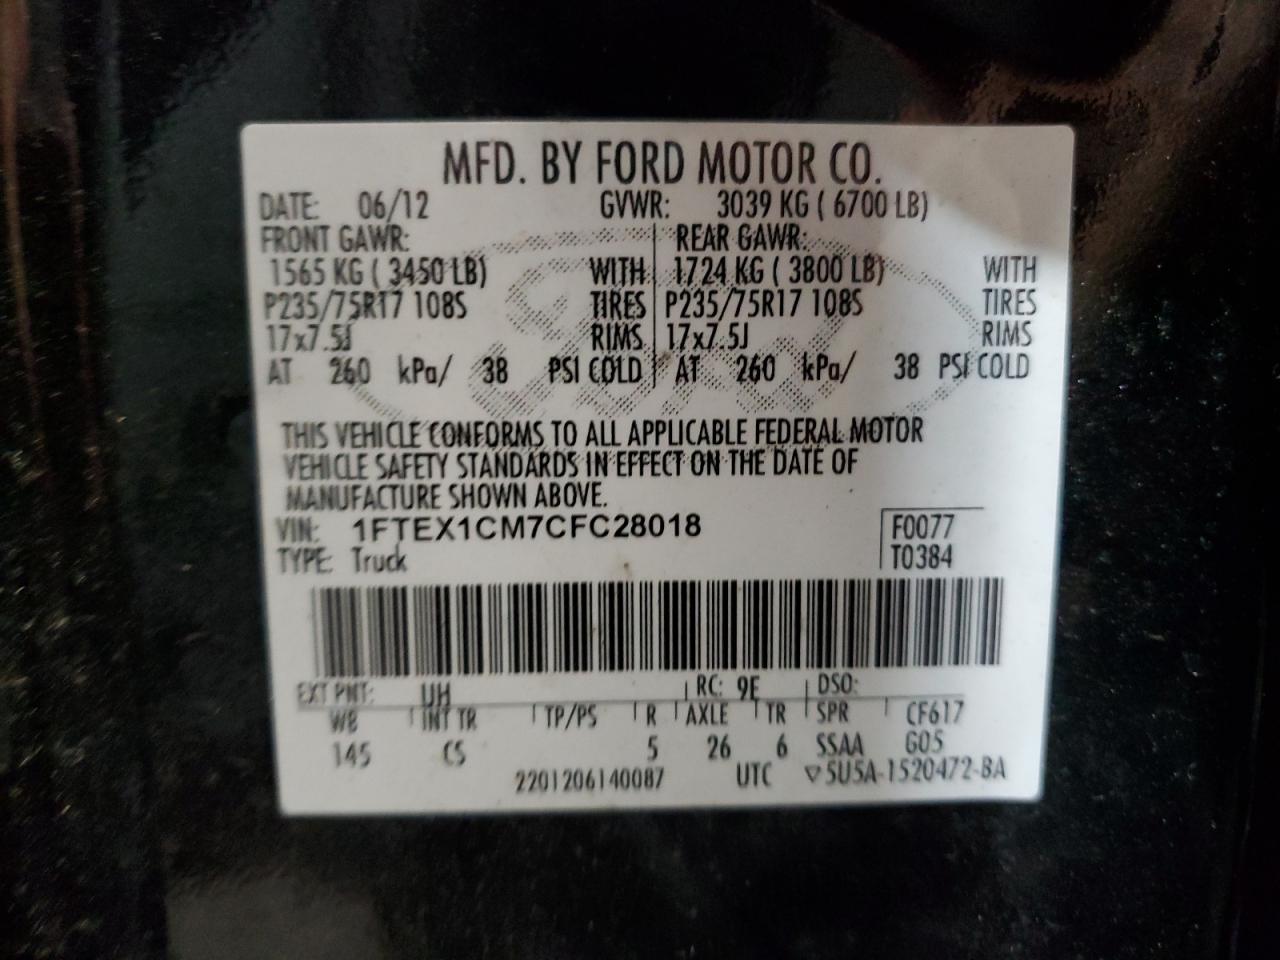 MFD. BY FORD MOTOR CO.
DATE: 06/12 GVWR: 3039 KG ( 6700 LB)
FRONT GAWR: REAR GAWR:
1565 KG ( 3450 LB) WITH 1724 KG ( 3800 LB) WITH
P235/75R17 108S TIRES P235/75R17 108S TIRES
17x7.5J RIMS 17x7.5J RIMS
AT 260 kPa/ 38 PSI COLD AT 260 kPa/ 38 PSI COLD
THIS VEHICLE CONFORMS TO ALL APPLICABLE FEDERAL MOTOR
VEHICLE SAFETY STANDARDS IN EFFECT ON THE DATE OF
MANUFACTURE SHOWN ABOVE.
VIN: 1FTEX1CM7CFC28018 F0077
TYPE: Truck T0384
EXT PNT: UH RC: 9E DSO:
WB INT TR TP/PS R AXLE TR SPR CF617
145 CS 5 26 6 SSAA G05
2201206140087 UTC ▽5U5A-1520472-BA